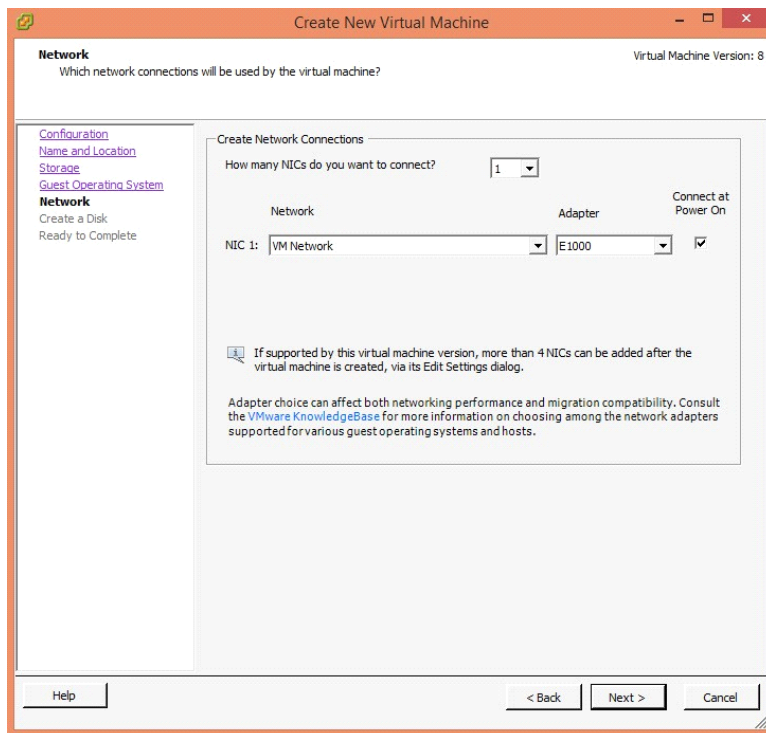 Create New Virtual Machine
Network
Which network connections will be used by the virtual machine?
Virtual Machine Version: 8
Configuration
Name and Location
Storage
Guest Operating System
Network
Create a Disk
Ready to Complete
Create Network Connections
How many NICs do you want to connect?
1
Network
Adapter
Connect at
Power On
NIC 1:
VM Network
E1000
If supported by this virtual machine version, more than 4 NICs can be added after the
virtual machine is created, via its Edit Settings dialog.
Adapter choice can affect both networking performance and migration compatibility. Consult
the VMware KnowledgeBase for more information on choosing among the network adapters
supported for various guest operating systems and hosts.
Help
< Back
Next >
Cancel